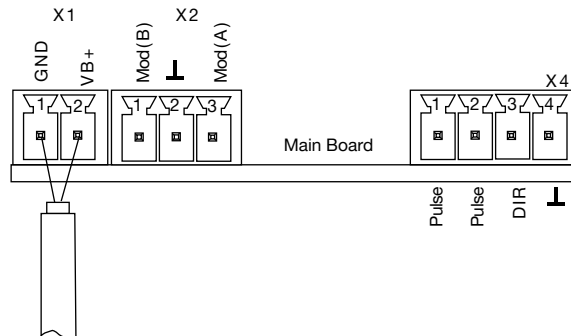 X1 X2
GND VB+ Mod(B) ⊥ Mod(A)
X4
1 2 1 2 3 1 2 3 4
Main Board
Pulse Pulse DIR ⊥